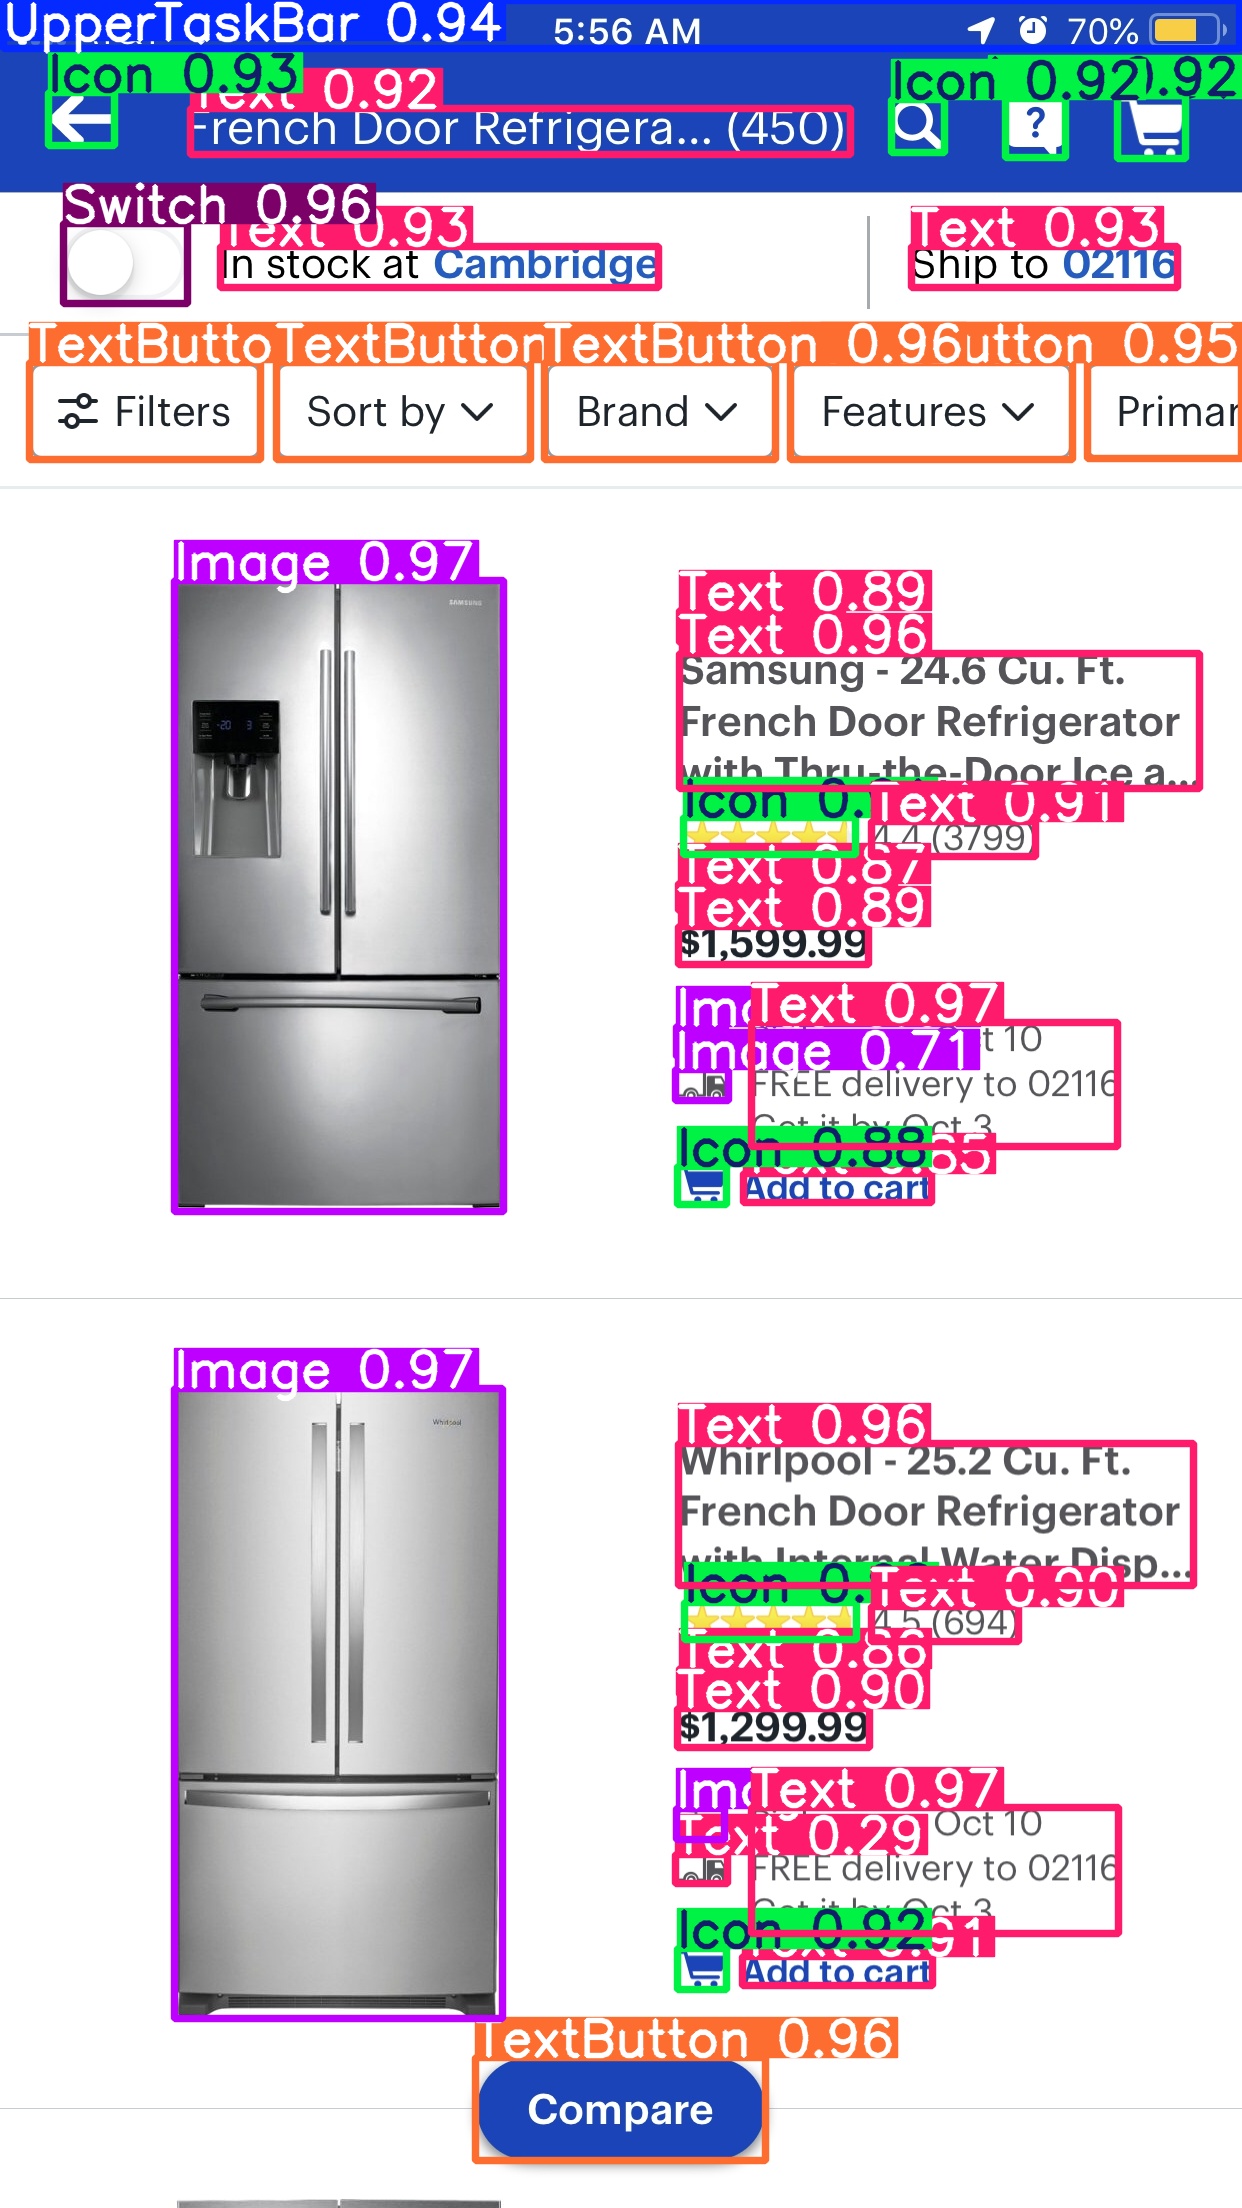 UpperTaskBar 0.94 5:56 AM 70%
Icon 0.93 Text 0.92 Icon 0.92 0.92
French Door Refrigera... (450) ?
Switch 0.96 Text 0.93 Text 0.93
In stock at Cambridge Ship to 02116
TextButto TextButton TextButton 0.96 utton 0.95
Filters Sort by Brand Features Primar
Image 0.97
SAMSUNG
Text 0.89
Text 0.96
Samsung - 24.6 Cu. Ft.
French Door Refrigerator
with Thru-the-Door Ice a...
Icon 0. Text 0.91
4.4 (3799)
Text 0.87
Text 0.89
$1,599.99
Ima Text 0.97
Image 0.71 t 10
FREE delivery to 02116
Get it by Oct 3
Icon 0.88 .85
Add to cart
Image 0.97
Whirlpool
Text 0.96
Whirlpool - 25.2 Cu. Ft.
French Door Refrigerator
with Internal Water Disp...
Icon 0. Text 0.90
4.5 (694)
Text 0.86
Text 0.90
$1,299.99
Ima Text 0.97
Text 0.29 Oct 10
FREE delivery to 02116
Get it by Oct 3
Icon 0.92 .91
Add to cart
TextButton 0.96
Compare